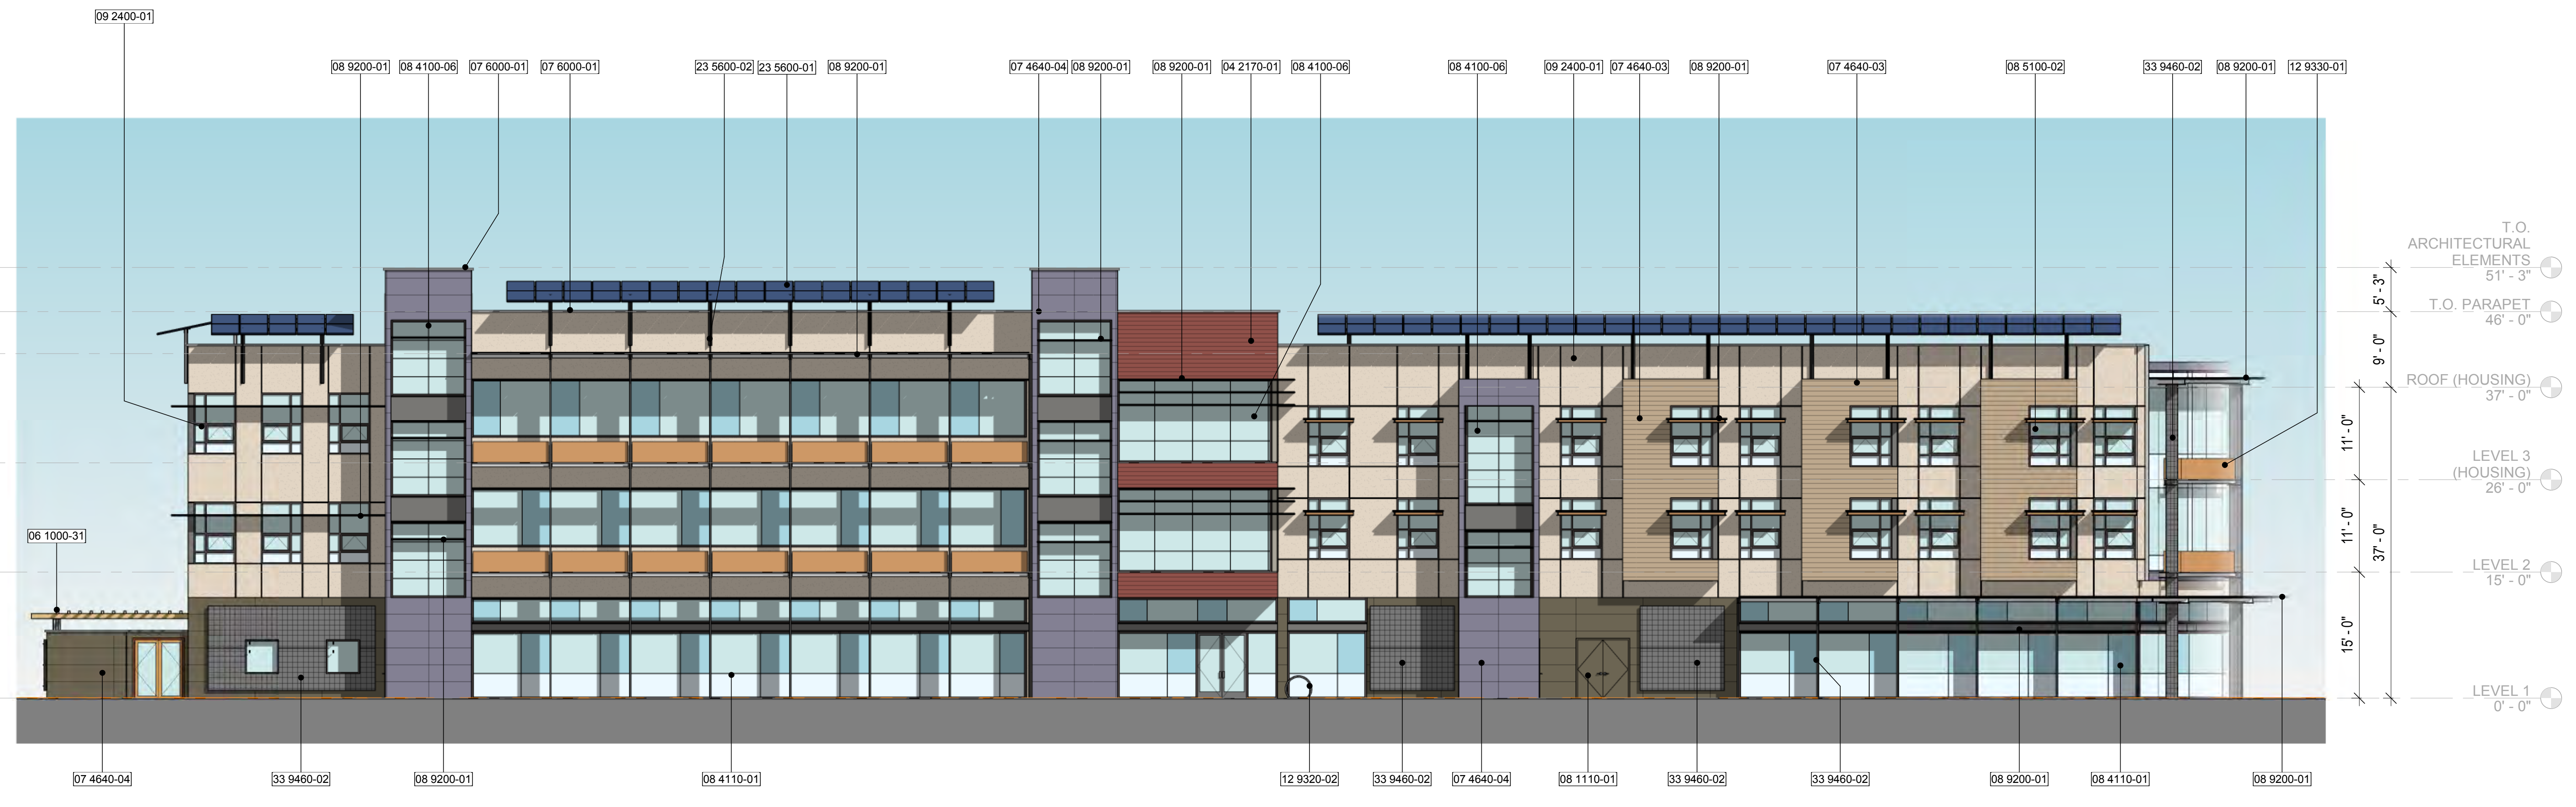 09 2400-01
08 9200-01
08 4100-06
07 6000-01
07 6000-01
23 5600-02
23 5600-01
08 9200-01
07 4640-04
08 9200-01
08 9200-01
04 2170-01
08 4100-06
08 4100-06
09 2400-01
07 4640-03
08 9200-01
07 4640-03
08 5100-02
33 9460-02
08 9200-01
12 9330-01
T.O.
ARCHITECTURAL
ELEMENTS
51' - 3"
5' - 3"
T.O. PARAPET
46' - 0"
9' - 0"
ROOF (HOUSING)
37' - 0"
11' - 0"
LEVEL 3
(HOUSING)
26' - 0"
11' - 0"
37' - 0"
LEVEL 2
15' - 0"
15' - 0"
LEVEL 1
0' - 0"
06 1000-31
07 4640-04
33 9460-02
08 9200-01
08 4110-01
12 9320-02
33 9460-02
07 4640-04
08 1110-01
33 9460-02
33 9460-02
08 9200-01
08 4110-01
08 9200-01